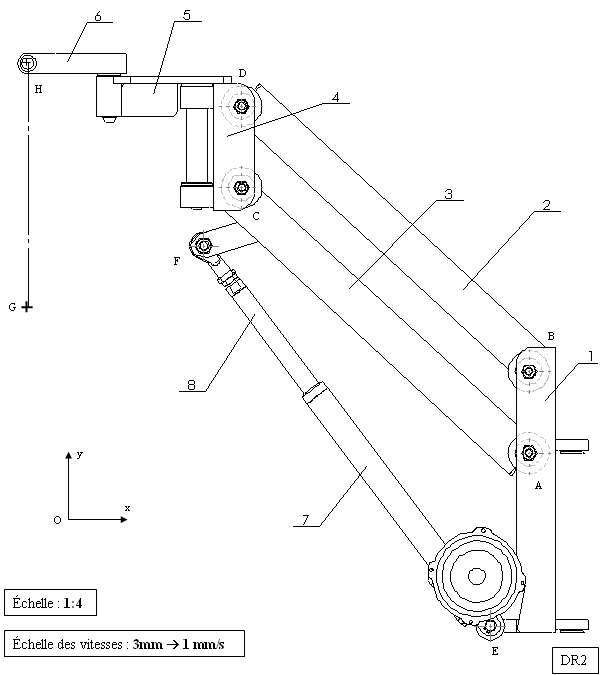 6
5
H
D
4
3
2
C
F
G
B
1
8
A
y
x
O
7
Échelle : 1:4
Échelle des vitesses : 3mm → 1 mm/s
E
DR2